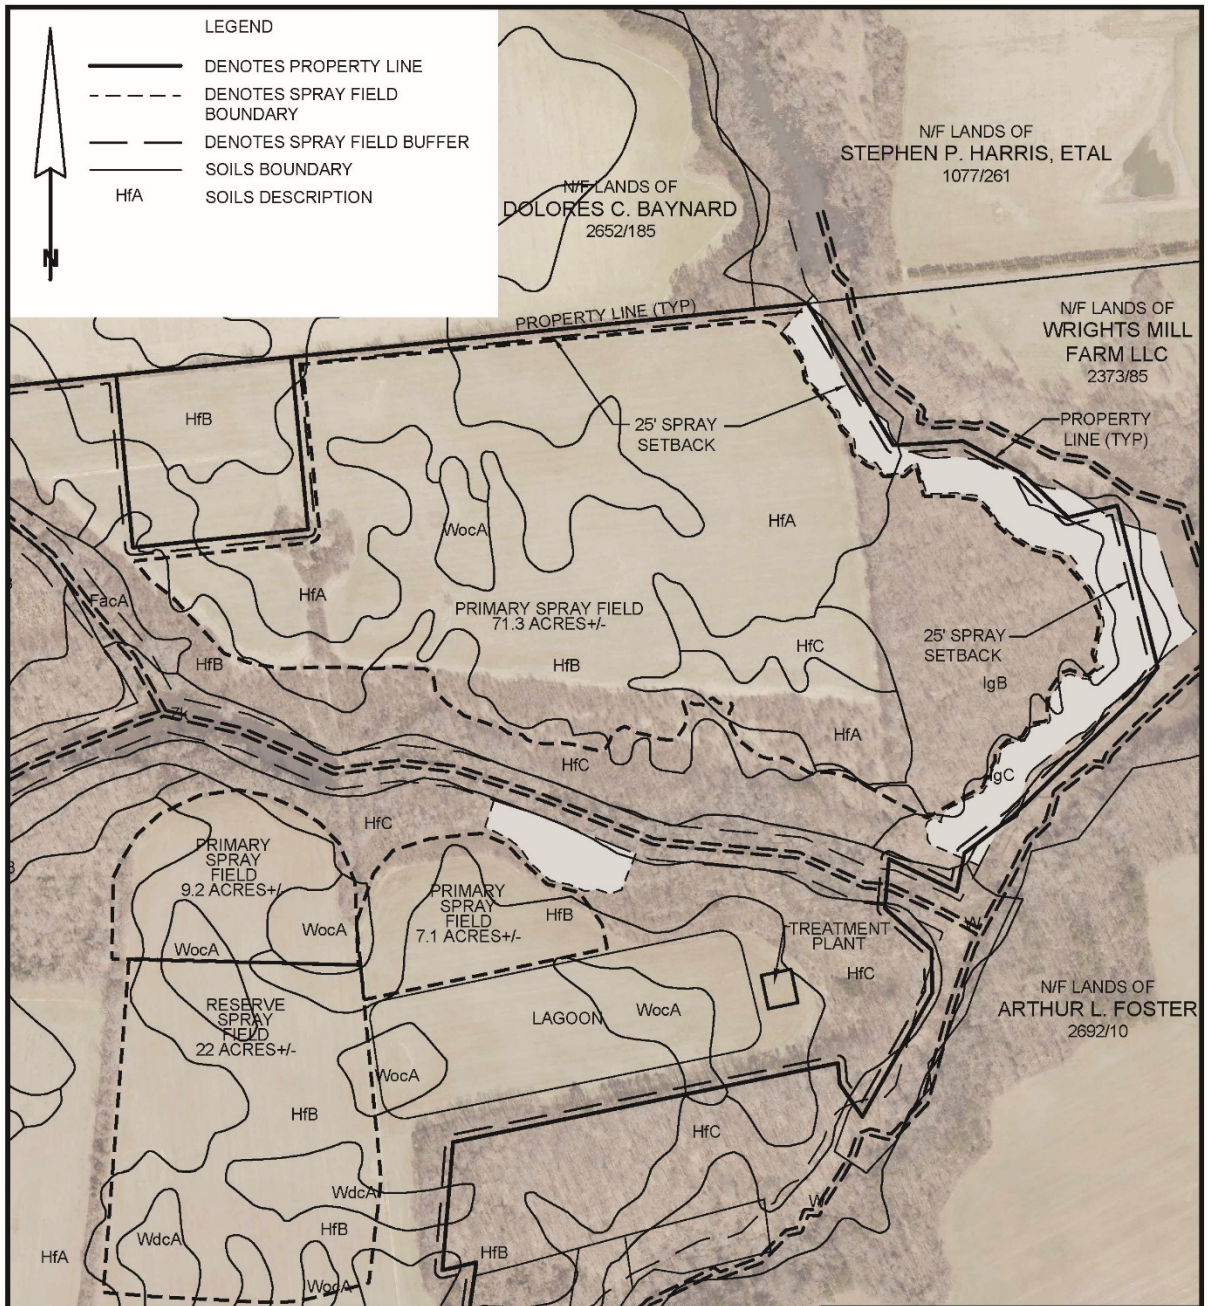 LEGEND
DENOTES PROPERTY LINE
DENOTES SPRAY FIELD
BOUNDARY
DENOTES SPRAY FIELD BUFFER
SOILS BOUNDARY
HfA SOILS DESCRIPTION
N
N/F LANDS OF
STEPHEN P. HARRIS, ETAL
1077/261
N/F LANDS OF
DOLORES C. BAYNARD
2652/185
N/F LANDS OF
WRIGHTS MILL
FARM LLC
2373/85
PROPERTY LINE (TYP)
PROPERTY
LINE (TYP)
HfB
25' SPRAY
SETBACK
WocA
HfA
HfA
FacA
PRIMARY SPRAY FIELD
71.3 ACRES+/-
HfB
HfB
HfC
25' SPRAY
SETBACK
IgB
HfA
HfC
IgC
HfC
PRIMARY
SPRAY
FIELD
9.2 ACRES+/-
PRIMARY
SPRAY
FIELD
7.1 ACRES+/-
HfB
WocA
WocA
TREATMENT
PLANT
HfC
W
N/F LANDS OF
ARTHUR L. FOSTER
2692/10
RESERVE
SPRAY
FIELD
22 ACRES+/-
LAGOON
WocA
WocA
HfB
HfC
WdcA
WdcA
HfB
W
HfA
HfB
WocA